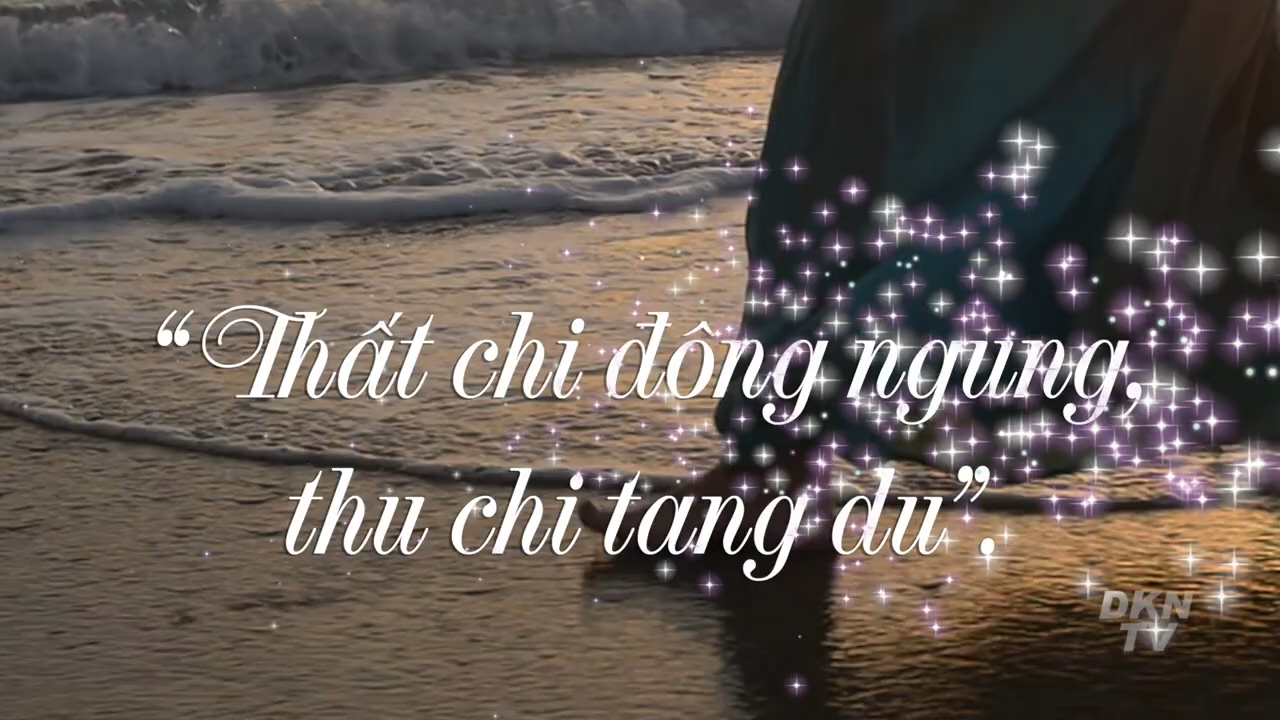 “Thất chi đông ngung,
thu chi tang du”.
DKN
TV